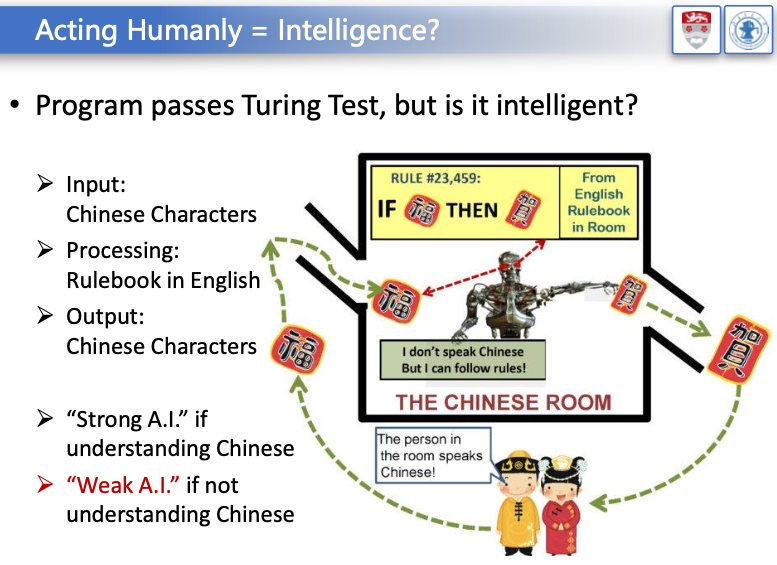 Acting Humanly = Intelligence?
• Program passes Turing Test, but is it intelligent?
➢ Input:
Chinese Characters
➢ Processing:
Rulebook in English
➢ Output:
Chinese Characters
➢ “Strong A.I.” if
understanding Chinese
➢ “Weak A.I.” if not
understanding Chinese
RULE #23,459:
IF 福 THEN 賀
From
English
Rulebook
in Room
福
賀
I don’t speak Chinese
But I can follow rules!
THE CHINESE ROOM
福
賀
The person in
the room speaks
Chinese!